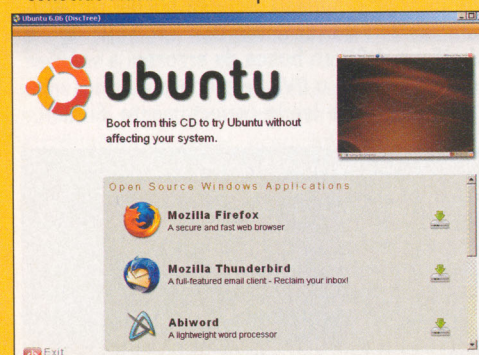 Ubuntu 6.06 (DiscTree)
ubuntu
Boot from this CD to try Ubuntu without
affecting your system.
Open Source Windows Applications
Mozilla Firefox
A secure and fast web browser
Mozilla Thunderbird
A full-featured email client - Reclaim your inbox!
Abiword
A lightweight word processor
Exit